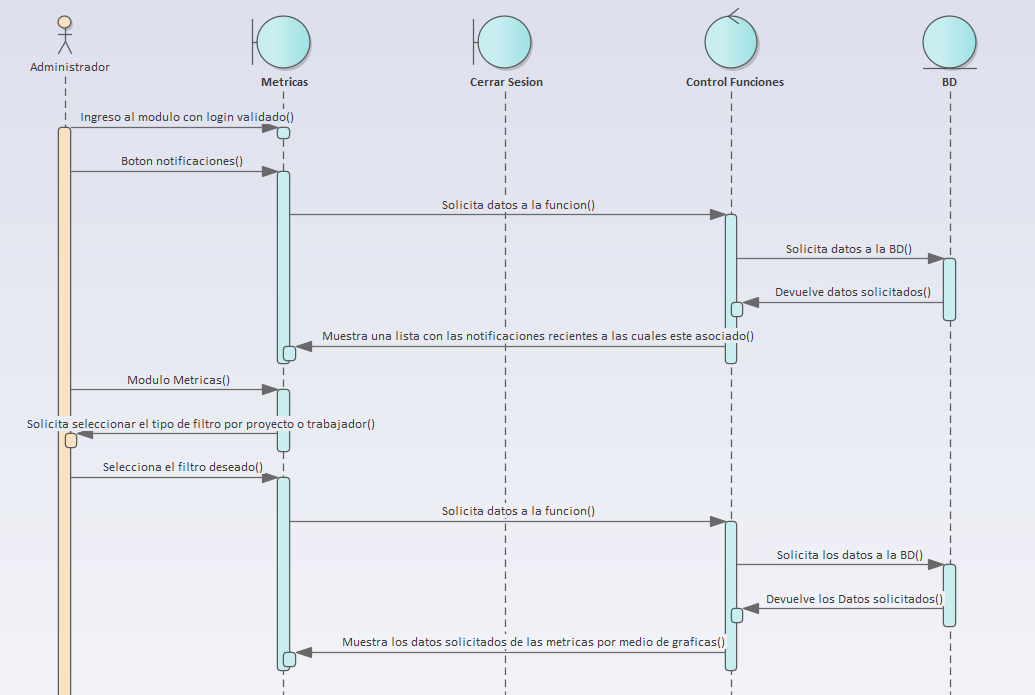 Administrador
Metricas
Cerrar Sesion
Control Funciones
BD
Ingreso al modulo con login validado()
Boton notificaciones()
Solicita datos a la funcion()
Solicita datos a la BD()
Devuelve datos solicitados()
Muestra una lista con las notificaciones recientes a las cuales este asociado()
Modulo Metricas()
Solicita seleccionar el tipo de filtro por proyecto o trabajador()
Selecciona el filtro deseado()
Solicita datos a la funcion()
Solicita los datos a la BD()
Devuelve los Datos solicitados()
Muestra los datos solicitados de las metricas por medio de graficas()